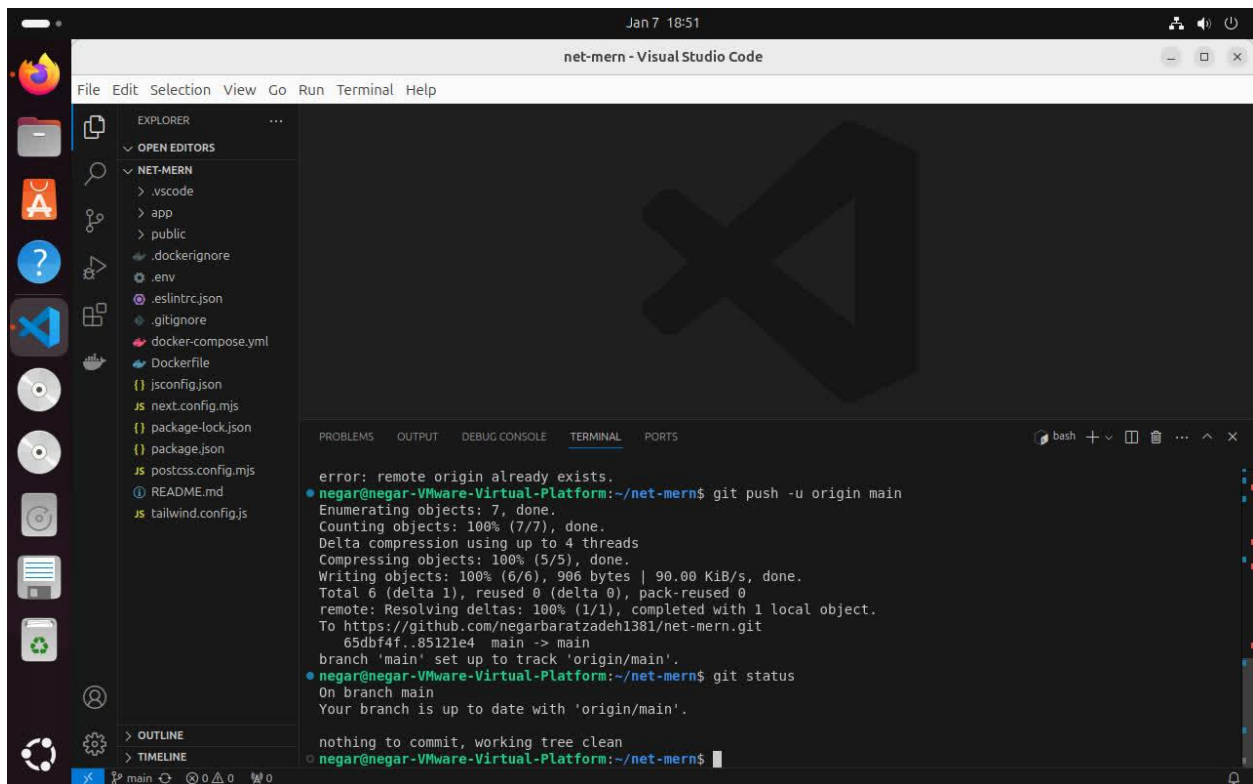 Jan 7 18:51
net-mern - Visual Studio Code
File Edit Selection View Go Run Terminal Help
EXPLORER
OPEN EDITORS
NET-MERN
.vscode
app
public
.dockerignore
.env
.eslintrc.json
.gitignore
docker-compose.yml
Dockerfile
{} jsconfig.json
JS next.config.mjs
{} package-lock.json
{} package.json
JS postcss.config.mjs
README.md
JS tailwind.config.js
OUTLINE
TIMELINE
PROBLEMS OUTPUT DEBUG CONSOLE TERMINAL PORTS
bash
error: remote origin already exists.
negar@negar-VMware-Virtual-Platform:~/net-mern$ git push -u origin main
Enumerating objects: 7, done.
Counting objects: 100% (7/7), done.
Delta compression using up to 4 threads
Compressing objects: 100% (5/5), done.
Writing objects: 100% (6/6), 906 bytes | 90.00 KiB/s, done.
Total 6 (delta 1), reused 0 (delta 0), pack-reused 0
remote: Resolving deltas: 100% (1/1), completed with 1 local object.
To https://github.com/negarbaratzadeh1381/net-mern.git
65dbf4f..85121e4 main -> main
branch 'main' set up to track 'origin/main'.
negar@negar-VMware-Virtual-Platform:~/net-mern$ git status
On branch main
Your branch is up to date with 'origin/main'.
nothing to commit, working tree clean
negar@negar-VMware-Virtual-Platform:~/net-mern$
main 0 0 0